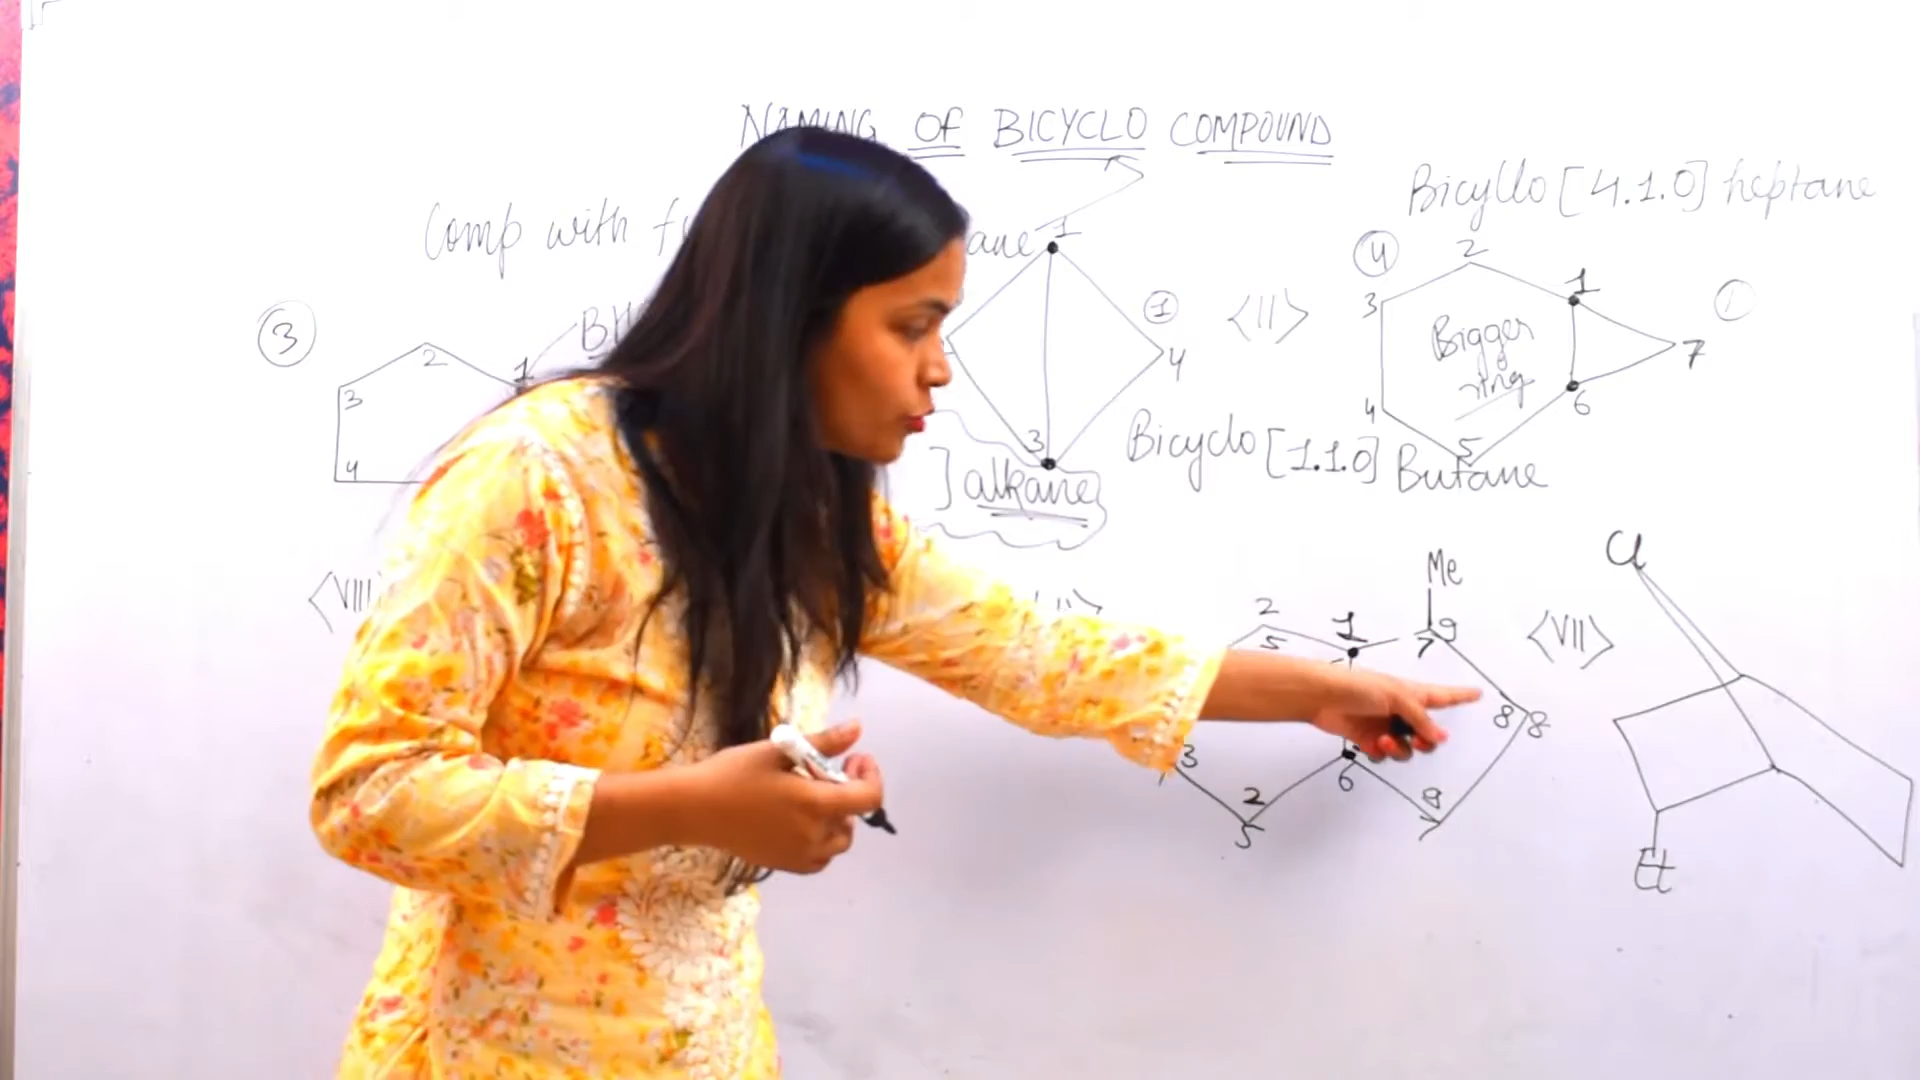 NAMING OF BICYCLO COMPOUND
Bicyllo [4.1.0] heptane
Comp with
ane
1
4
2
3
2
1
1
1
3
<II>
Bigger
ring
7
3
4
6
4
4
5
3
Bicyclo [1.1.0] Butane
] alkane
Cl
Me
<VIII
2
5
1
9
7
<VII>
8
8
3
2
5
6
9
7
Et